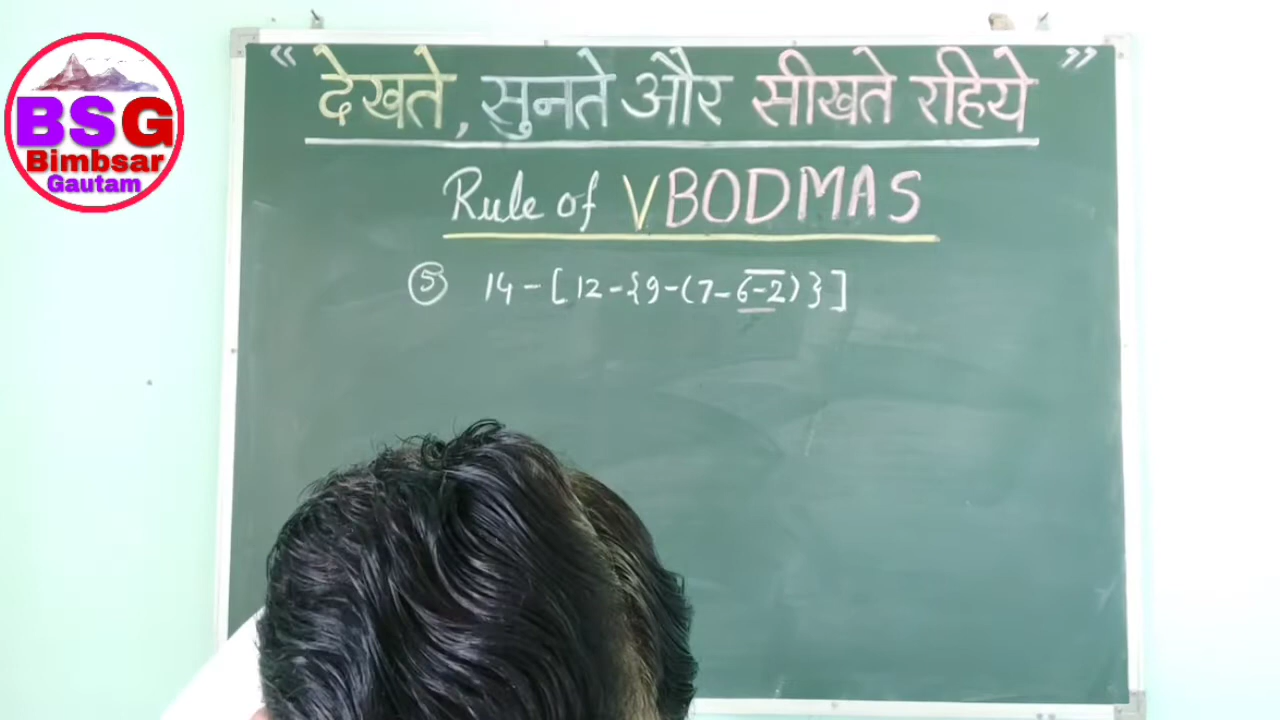 BSG
Bimbsar
Gautam
“ देखते, सुनते और सीखते रहिये ”
Rule of VBODMAS
⑤ 14-[12-{9-(7-6̅-̅2̅)}]